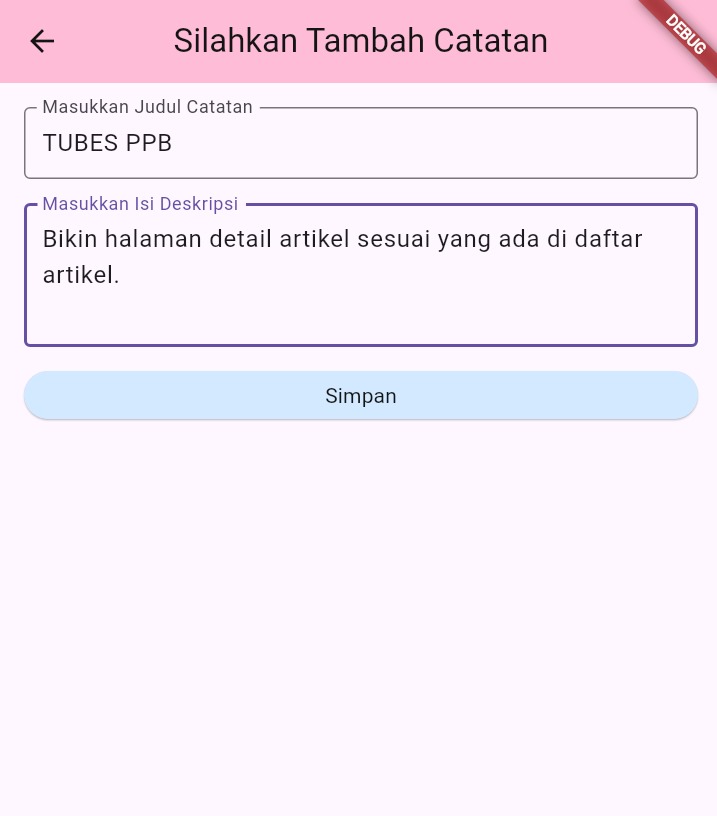 Silahkan Tambah Catatan
DEBUG
Masukkan Judul Catatan
TUBES PPB
Masukkan Isi Deskripsi
Bikin halaman detail artikel sesuai yang ada di daftar
artikel.
Simpan